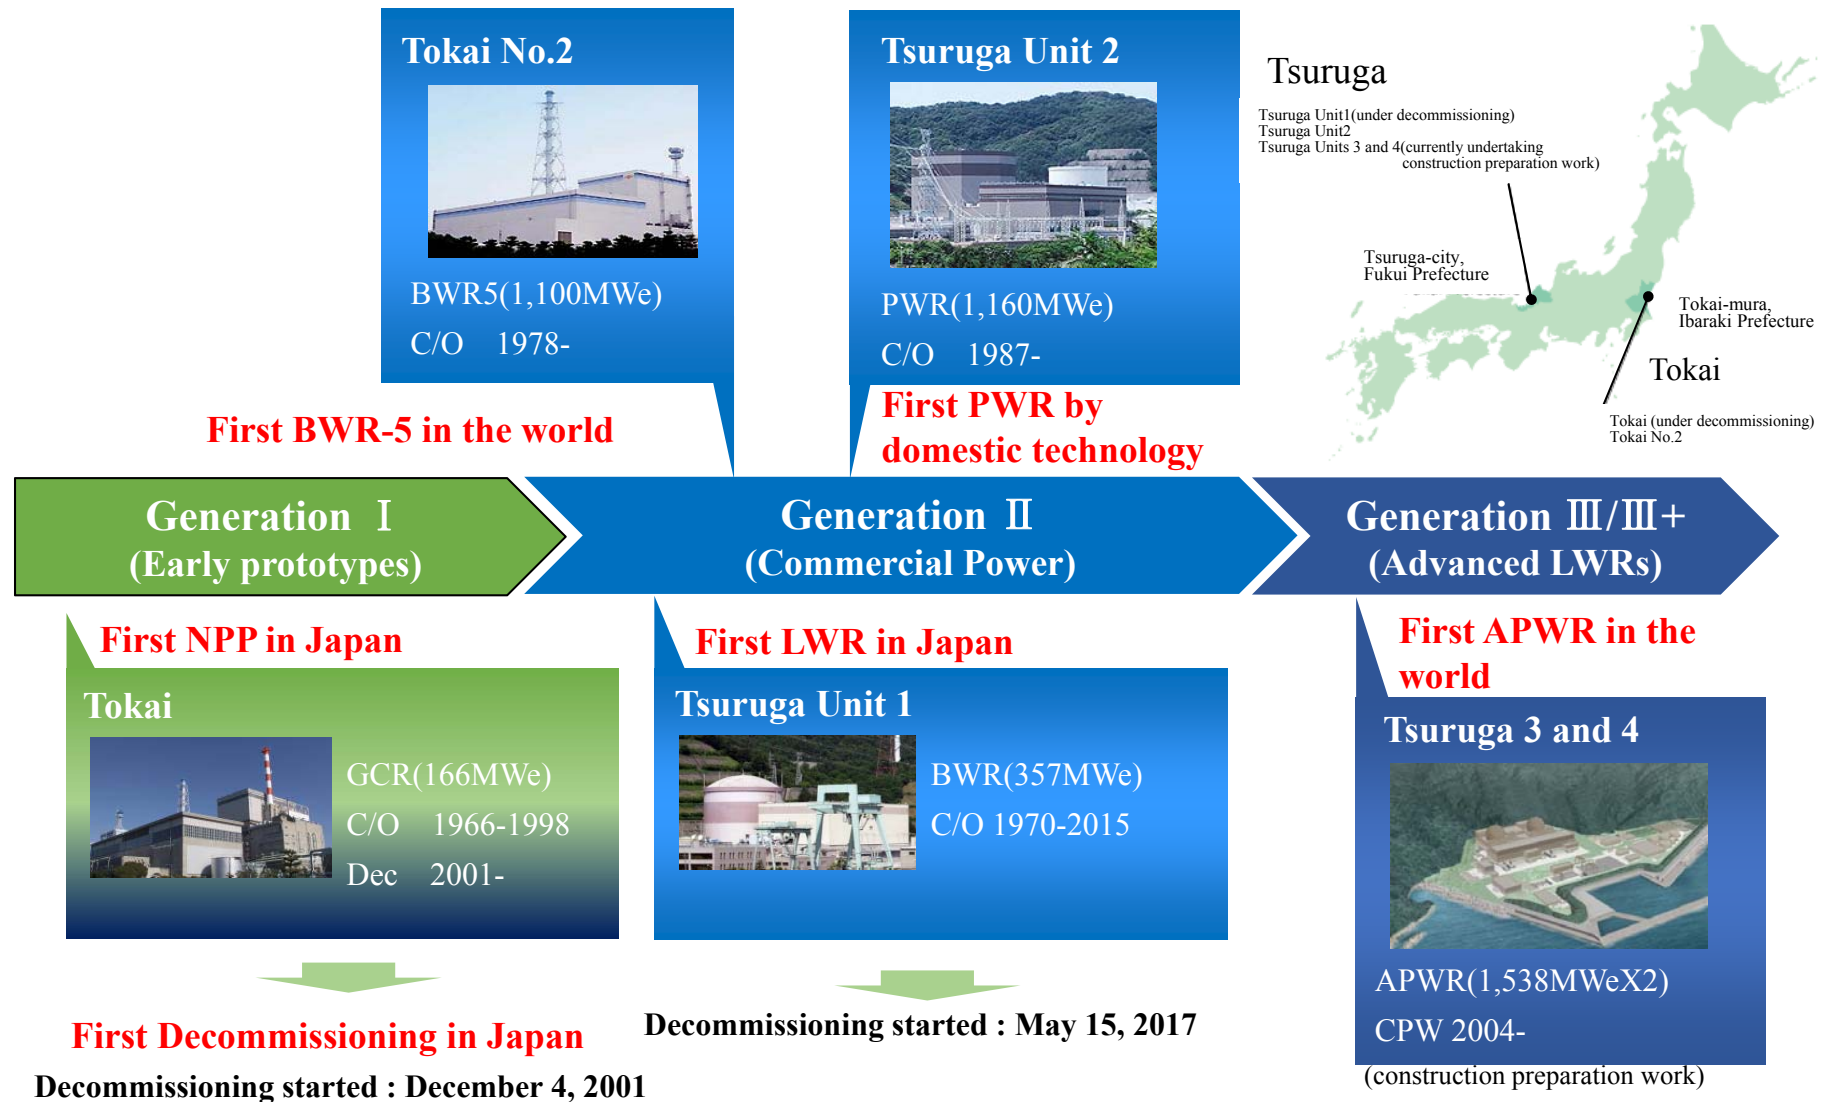 Tokai No.2
BWR5(1,100MWe)
C/O 1978-
First BWR-5 in the world
Tsuruga Unit 2
PWR(1,160MWe)
C/O 1987-
First PWR by
domestic technology
Tsuruga
Tsuruga Unit1(under decommissioning)
Tsuruga Unit2
Tsuruga Units 3 and 4(currently undertaking
construction preparation work)
Tsuruga-city,
Fukui Prefecture
Tokai-mura,
Ibaraki Prefecture
Tokai
Tokai (under decommissioning)
Tokai No.2
Generation Ⅰ
(Early prototypes)
Generation Ⅱ
(Commercial Power)
Generation Ⅲ/Ⅲ+
(Advanced LWRs)
First NPP in Japan
Tokai
GCR(166MWe)
C/O 1966-1998
Dec 2001-
First Decommissioning in Japan
Decommissioning started : December 4, 2001
First LWR in Japan
Tsuruga Unit 1
BWR(357MWe)
C/O 1970-2015
Decommissioning started : May 15, 2017
First APWR in the
world
Tsuruga 3 and 4
APWR(1,538MWeX2)
CPW 2004-
(construction preparation work)